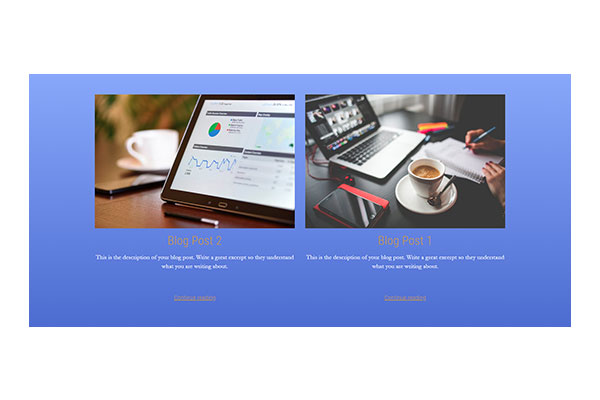 Blog Post 2
This is the description of your blog post. Write a great excerpt so they understand
what you are writing about.
Continue reading
Blog Post 1
This is the description of your blog post. Write a great excerpt so they understand
what you are writing about.
Continue reading